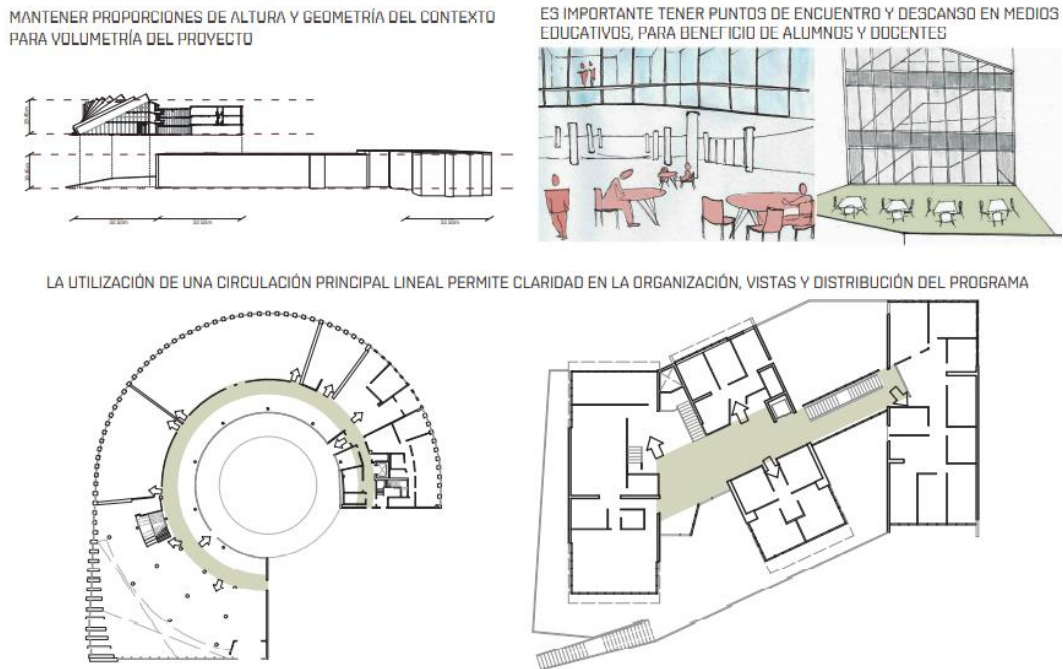 MANTENER PROPORCIONES DE ALTURA Y GEOMETRÍA DEL CONTEXTO
PARA VOLUMETRÍA DEL PROYECTO
ES IMPORTANTE TENER PUNTOS DE ENCUENTRO Y DESCANSO EN MEDIOS
EDUCATIVOS, PARA BENEFICIO DE ALUMNOS Y DOCENTES
LA UTILIZACIÓN DE UNA CIRCULACIÓN PRINCIPAL LINEAL PERMITE CLARIDAD EN LA ORGANIZACIÓN, VISTAS Y DISTRIBUCIÓN DEL PROGRAMA